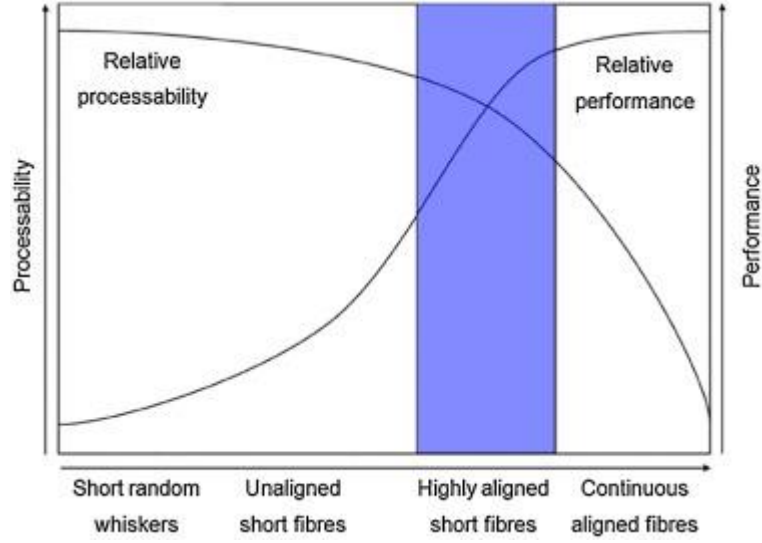 Relative
processability
Relative
performance
Processability
Performance
Short random
whiskers
Unaligned
short fibres
Highly aligned
short fibres
Continuous
aligned fibres